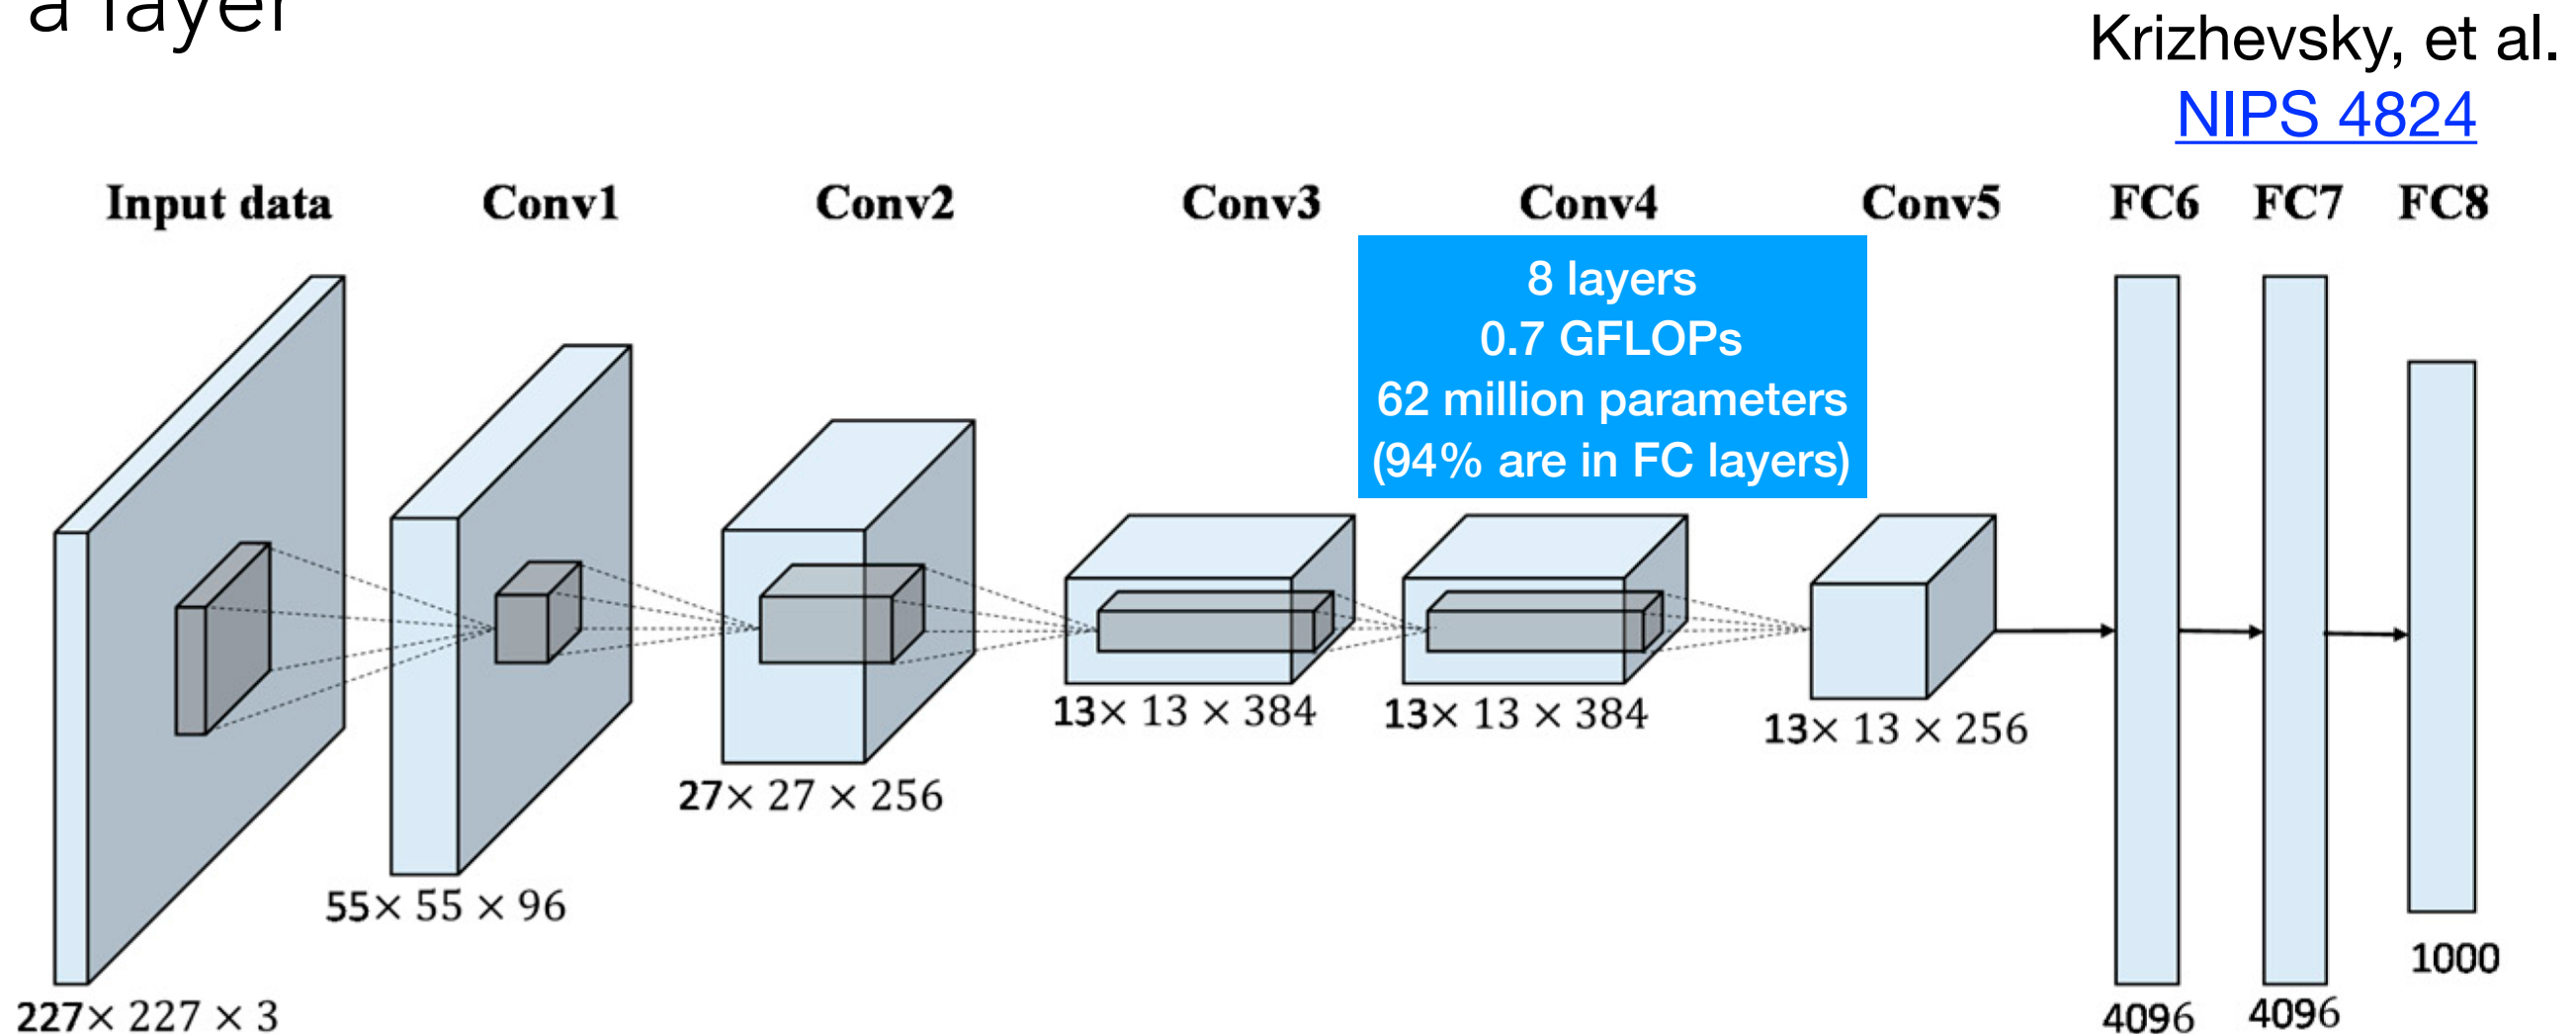 a layer
Krizhevsky, et al.
NIPS 4824
Input data Conv1 Conv2 Conv3 Conv4 Conv5 FC6 FC7 FC8
8 layers
0.7 GFLOPs
62 million parameters
(94% are in FC layers)
13× 13 × 384 13× 13 × 384 13× 13 × 256
27× 27 × 256
55× 55 × 96
1000
227× 227 × 3 4096 4096